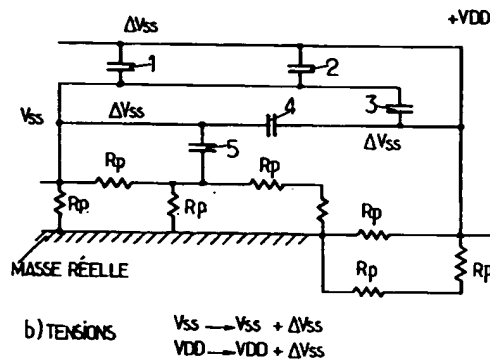 ΔVss
+VDD
1
2
3
Vss
ΔVss
4
ΔVss
5
Rp
Rp
Rp
Rp
Rp
Rp
Rp
MASSE RÉELLE
b) TENSIONS
Vss → Vss + ΔVss
VDD → VDD + ΔVss